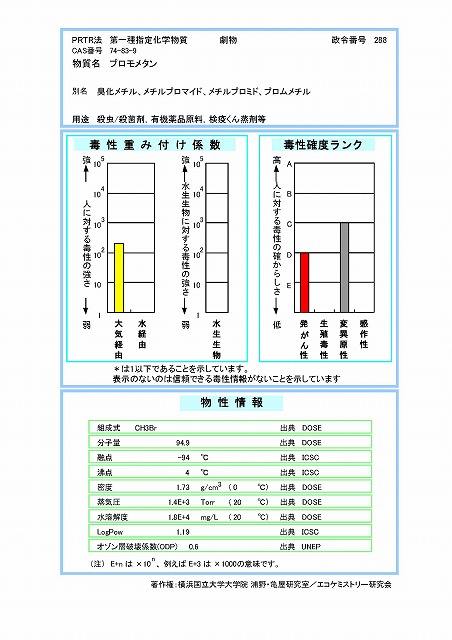 PRTR法 第一種指定化学物質 劇物 政令番号 288
CAS番号 74-83-9
物質名 ブロモメタン
別名 臭化メチル、メチルブロマイド、メチルブロミド、ブロムメチル
用途 殺虫/殺菌剤, 有機薬品原料, 検疫くん蒸剤等
毒性重み付け係数
強 人に対する毒性の強さ 弱
10^5
10^4
10^3
10^2
10
1
大気経由 水経由
強 水生生物に対する毒性の強さ 弱
10^5
10^4
10^3
10^2
10
1
水生生物
毒性確度ランク
高 人に対する毒性の確からしさ 低
A
B
C
D
E
発がん性 生殖毒性 変異原性 感作性
*は1以下であることを示しています。
表示のないのは信頼できる毒性情報がないことを示しています
物性情報
組成式 CH3Br 出典 DOSE
分子量 94.9 出典 DOSE
融点 -94 ℃ 出典 ICSC
沸点 4 ℃ 出典 ICSC
密度 1.73 g/cm3 (0 ℃) 出典 DOSE
蒸気圧 1.4E+3 Torr (20 ℃) 出典 DOSE
水溶解度 1.8E+4 mg/L (20 ℃) 出典 DOSE
LogPow 1.19 出典 ICSC
オゾン層破壊係数(ODP) 0.6 出典 UNEP
(注) E+n は ×10^n、例えば E+3 は ×1000の意味です。
著作権:横浜国立大学大学院 浦野・亀屋研究室/エコケミストリー研究会